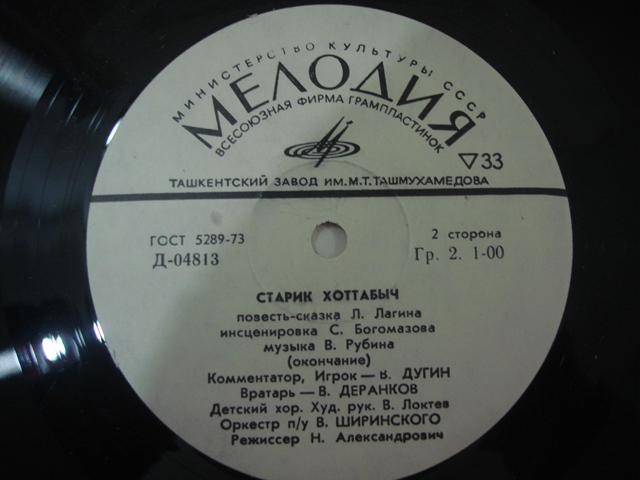 МИНИСТЕРСТВО КУЛЬТУРЫ СССР
МЕЛОДИЯ
ВСЕСОЮЗНАЯ ФИРМА ГРАМПЛАСТИНОК
▽33
ТАШКЕНТСКИЙ ЗАВОД ИМ.М.Т.ТАШМУХАМЕДОВА
ГОСТ 5289-73
2 сторона
Д-04813
Гр. 2. 1-00
СТАРИК ХОТТАБЫЧ
повесть-сказка Л. Лагина
инсценировка С. Богомазова
музыка В. Рубина
(окончание)
Комментатор, Игрок — В. ДУГИН
Вратарь — В. ДЕРАНКОВ
Детский хор. Худ. рук. В. Локтев
Оркестр п/у В. ШИРИНСКОГО
Режиссер Н. Александрович